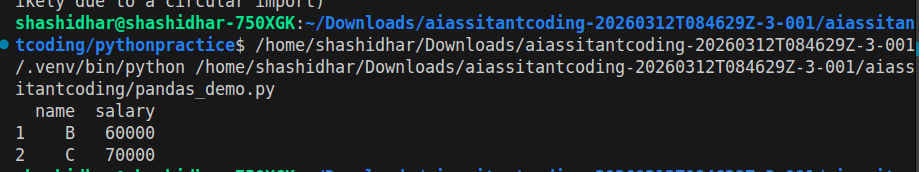 ikely due to a circular import)
shashidhar@shashidhar-750XGK:~/Downloads/aiassitantcoding-20260312T084629Z-3-001/aiassitan
tcoding/pythonpractice$ /home/shashidhar/Downloads/aiassitantcoding-20260312T084629Z-3-001
/.venv/bin/python /home/shashidhar/Downloads/aiassitantcoding-20260312T084629Z-3-001/aiass
itantcoding/pandas_demo.py
  name  salary
1    B   60000
2    C   70000